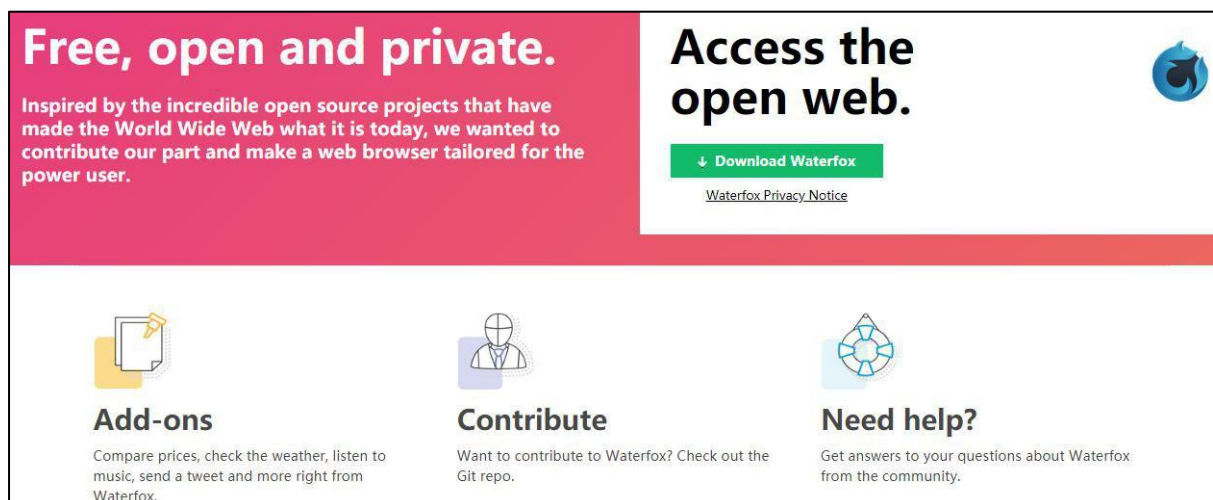 Free, open and private.
Inspired by the incredible open source projects that have
made the World Wide Web what it is today, we wanted to
contribute our part and make a web browser tailored for the
power user.
Access the
open web.
↓ Download Waterfox
Waterfox Privacy Notice
Add-ons
Compare prices, check the weather, listen to
music, send a tweet and more right from
Waterfox.
Contribute
Want to contribute to Waterfox? Check out the
Git repo.
Need help?
Get answers to your questions about Waterfox
from the community.